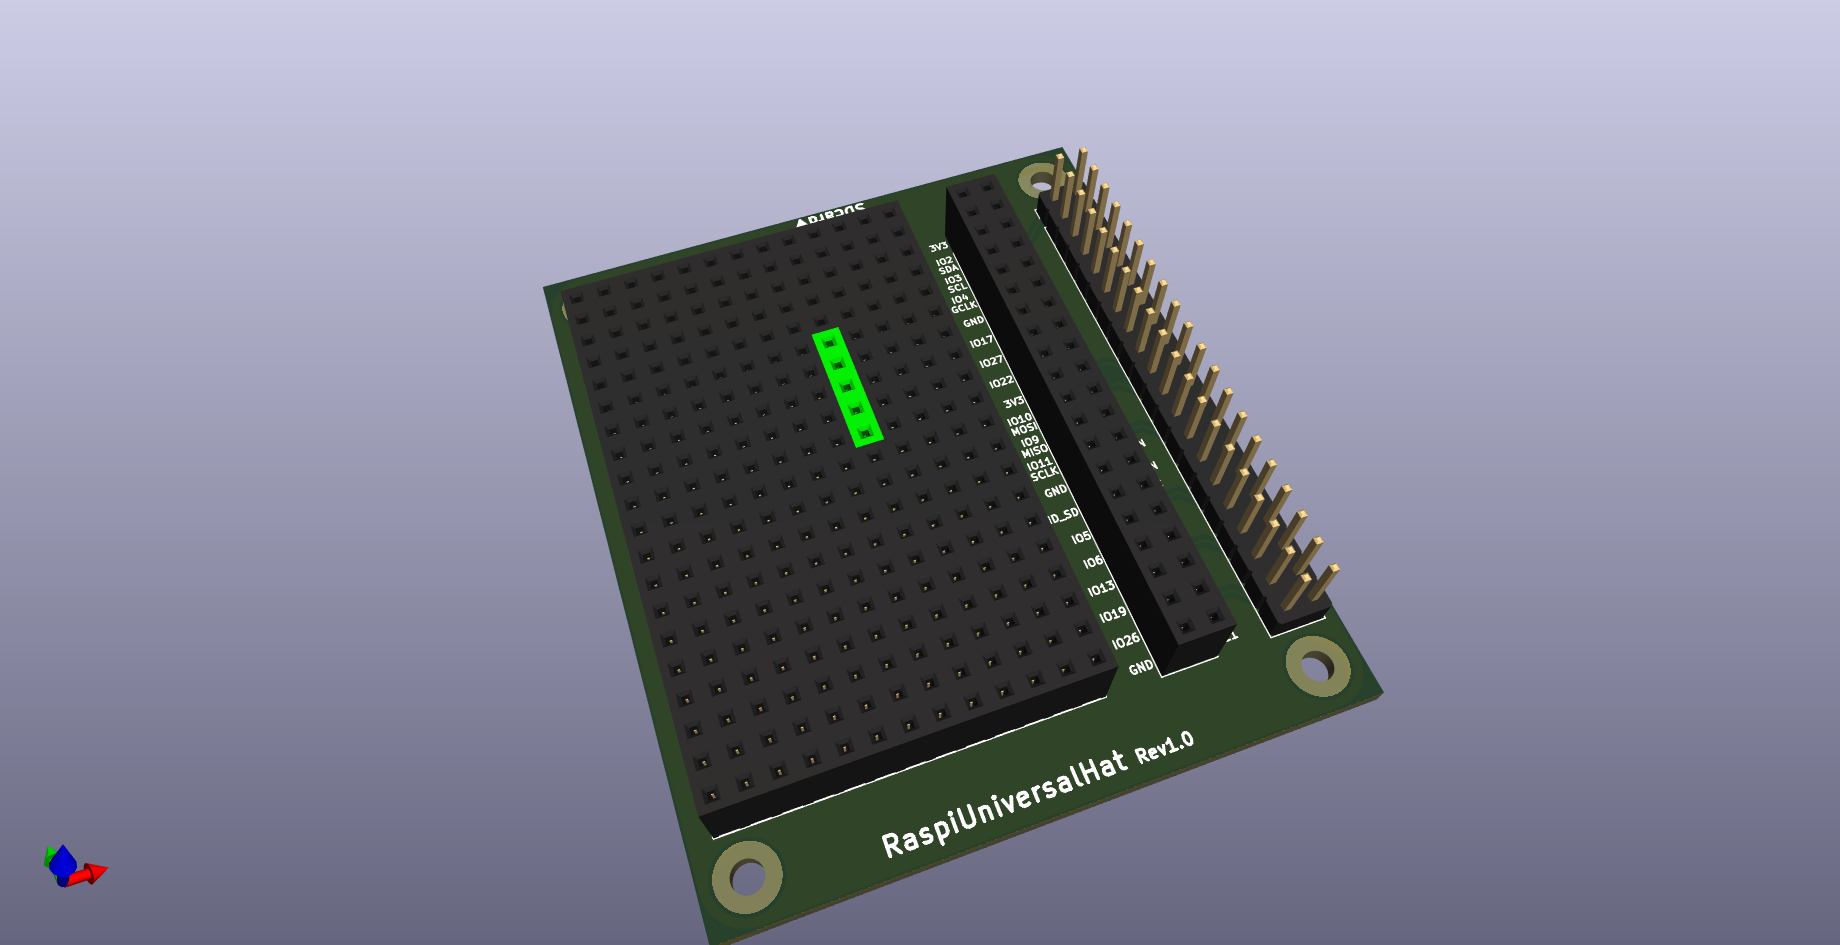 3V3
IO2
SDA
IO3
SCL
IO4
GCLK
GND
IO17
IO27
IO22
3V3
IO10
MOSI
IO9
MISO
IO11
SCLK
GND
ID_SD
IO5
IO6
IO13
IO19
IO26
GND
RaspiUniversalHat Rev1.0